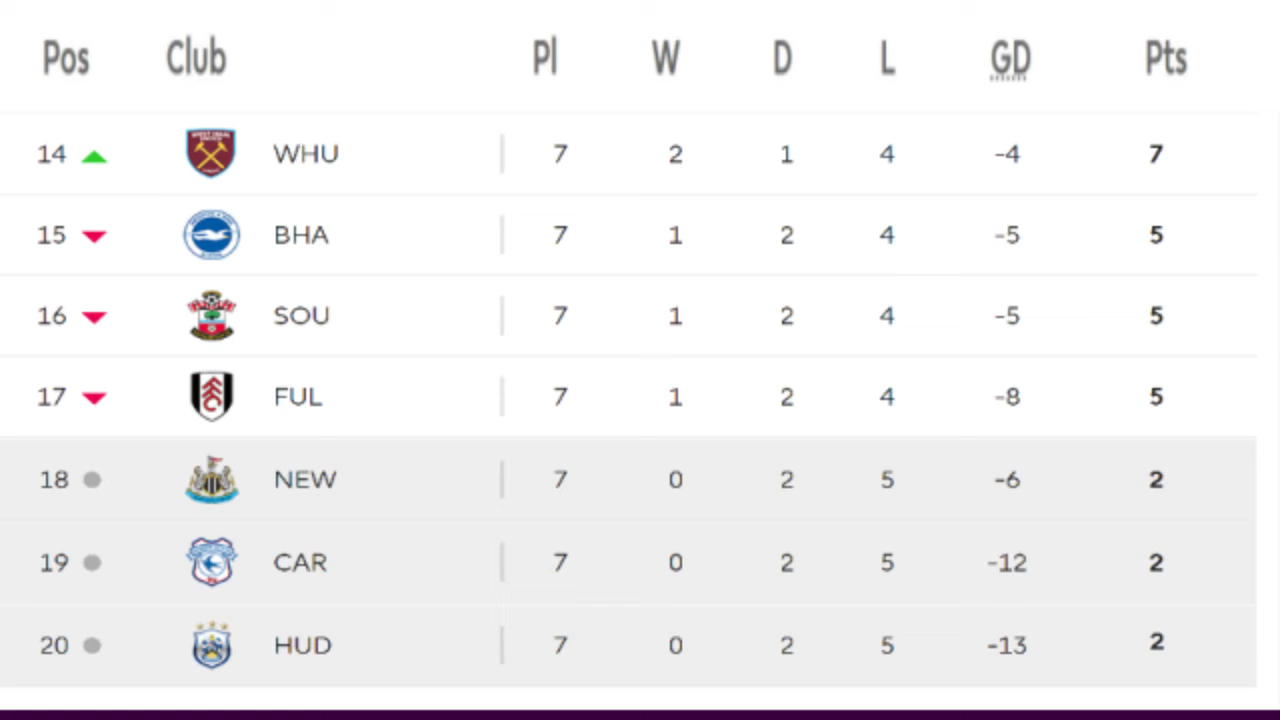 Pos Club Pl W D L GD Pts
14 WHU 7 2 1 4 -4 7
15 BHA 7 1 2 4 -5 5
16 SOU 7 1 2 4 -5 5
17 FUL 7 1 2 4 -8 5
18 NEW 7 0 2 5 -6 2
19 CAR 7 0 2 5 -12 2
20 HUD 7 0 2 5 -13 2